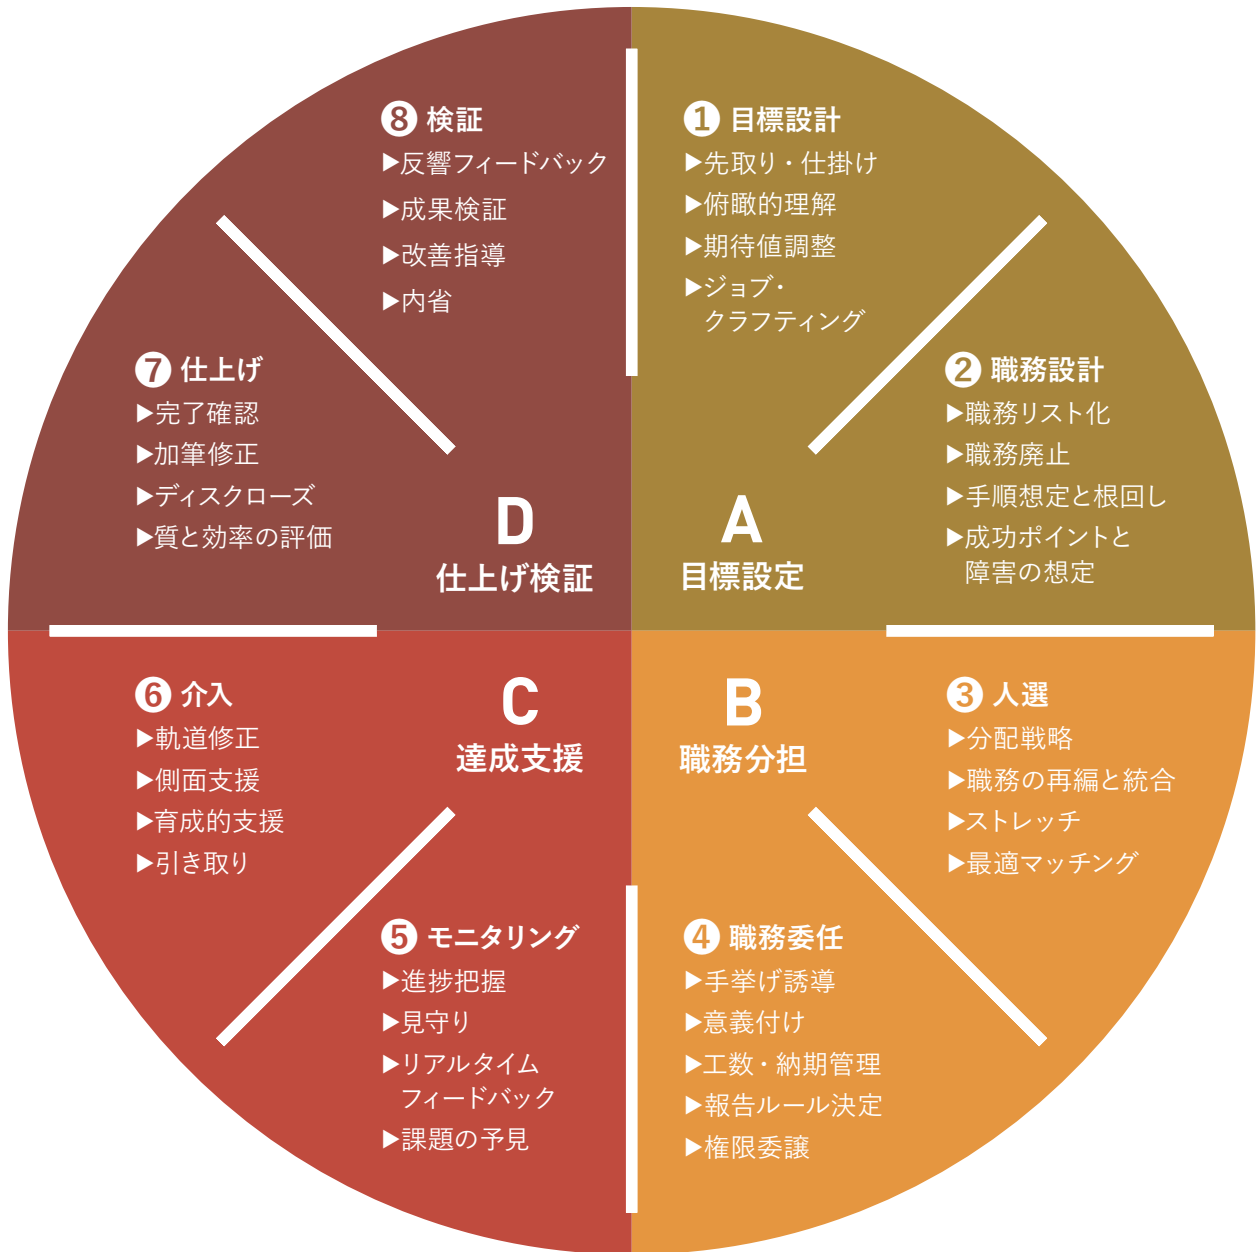 ❶ 目標設計
▶先取り・仕掛け
▶俯瞰的理解
▶期待値調整
▶ジョブ・
クラフティング
❷ 職務設計
▶職務リスト化
▶職務廃止
▶手順想定と根回し
▶成功ポイントと
障害の想定
A
目標設定
❸ 人選
▶分配戦略
▶職務の再編と統合
▶ストレッチ
▶最適マッチング
B
職務分担
❹ 職務委任
▶手挙げ誘導
▶意義付け
▶工数・納期管理
▶報告ルール決定
▶権限委譲
❺ モニタリング
▶進捗把握
▶見守り
▶リアルタイム
フィードバック
▶課題の予見
C
達成支援
❻ 介入
▶軌道修正
▶側面支援
▶育成的支援
▶引き取り
❼ 仕上げ
▶完了確認
▶加筆修正
▶ディスクローズ
▶質と効率の評価
D
仕上げ検証
❽ 検証
▶反響フィードバック
▶成果検証
▶改善指導
▶内省